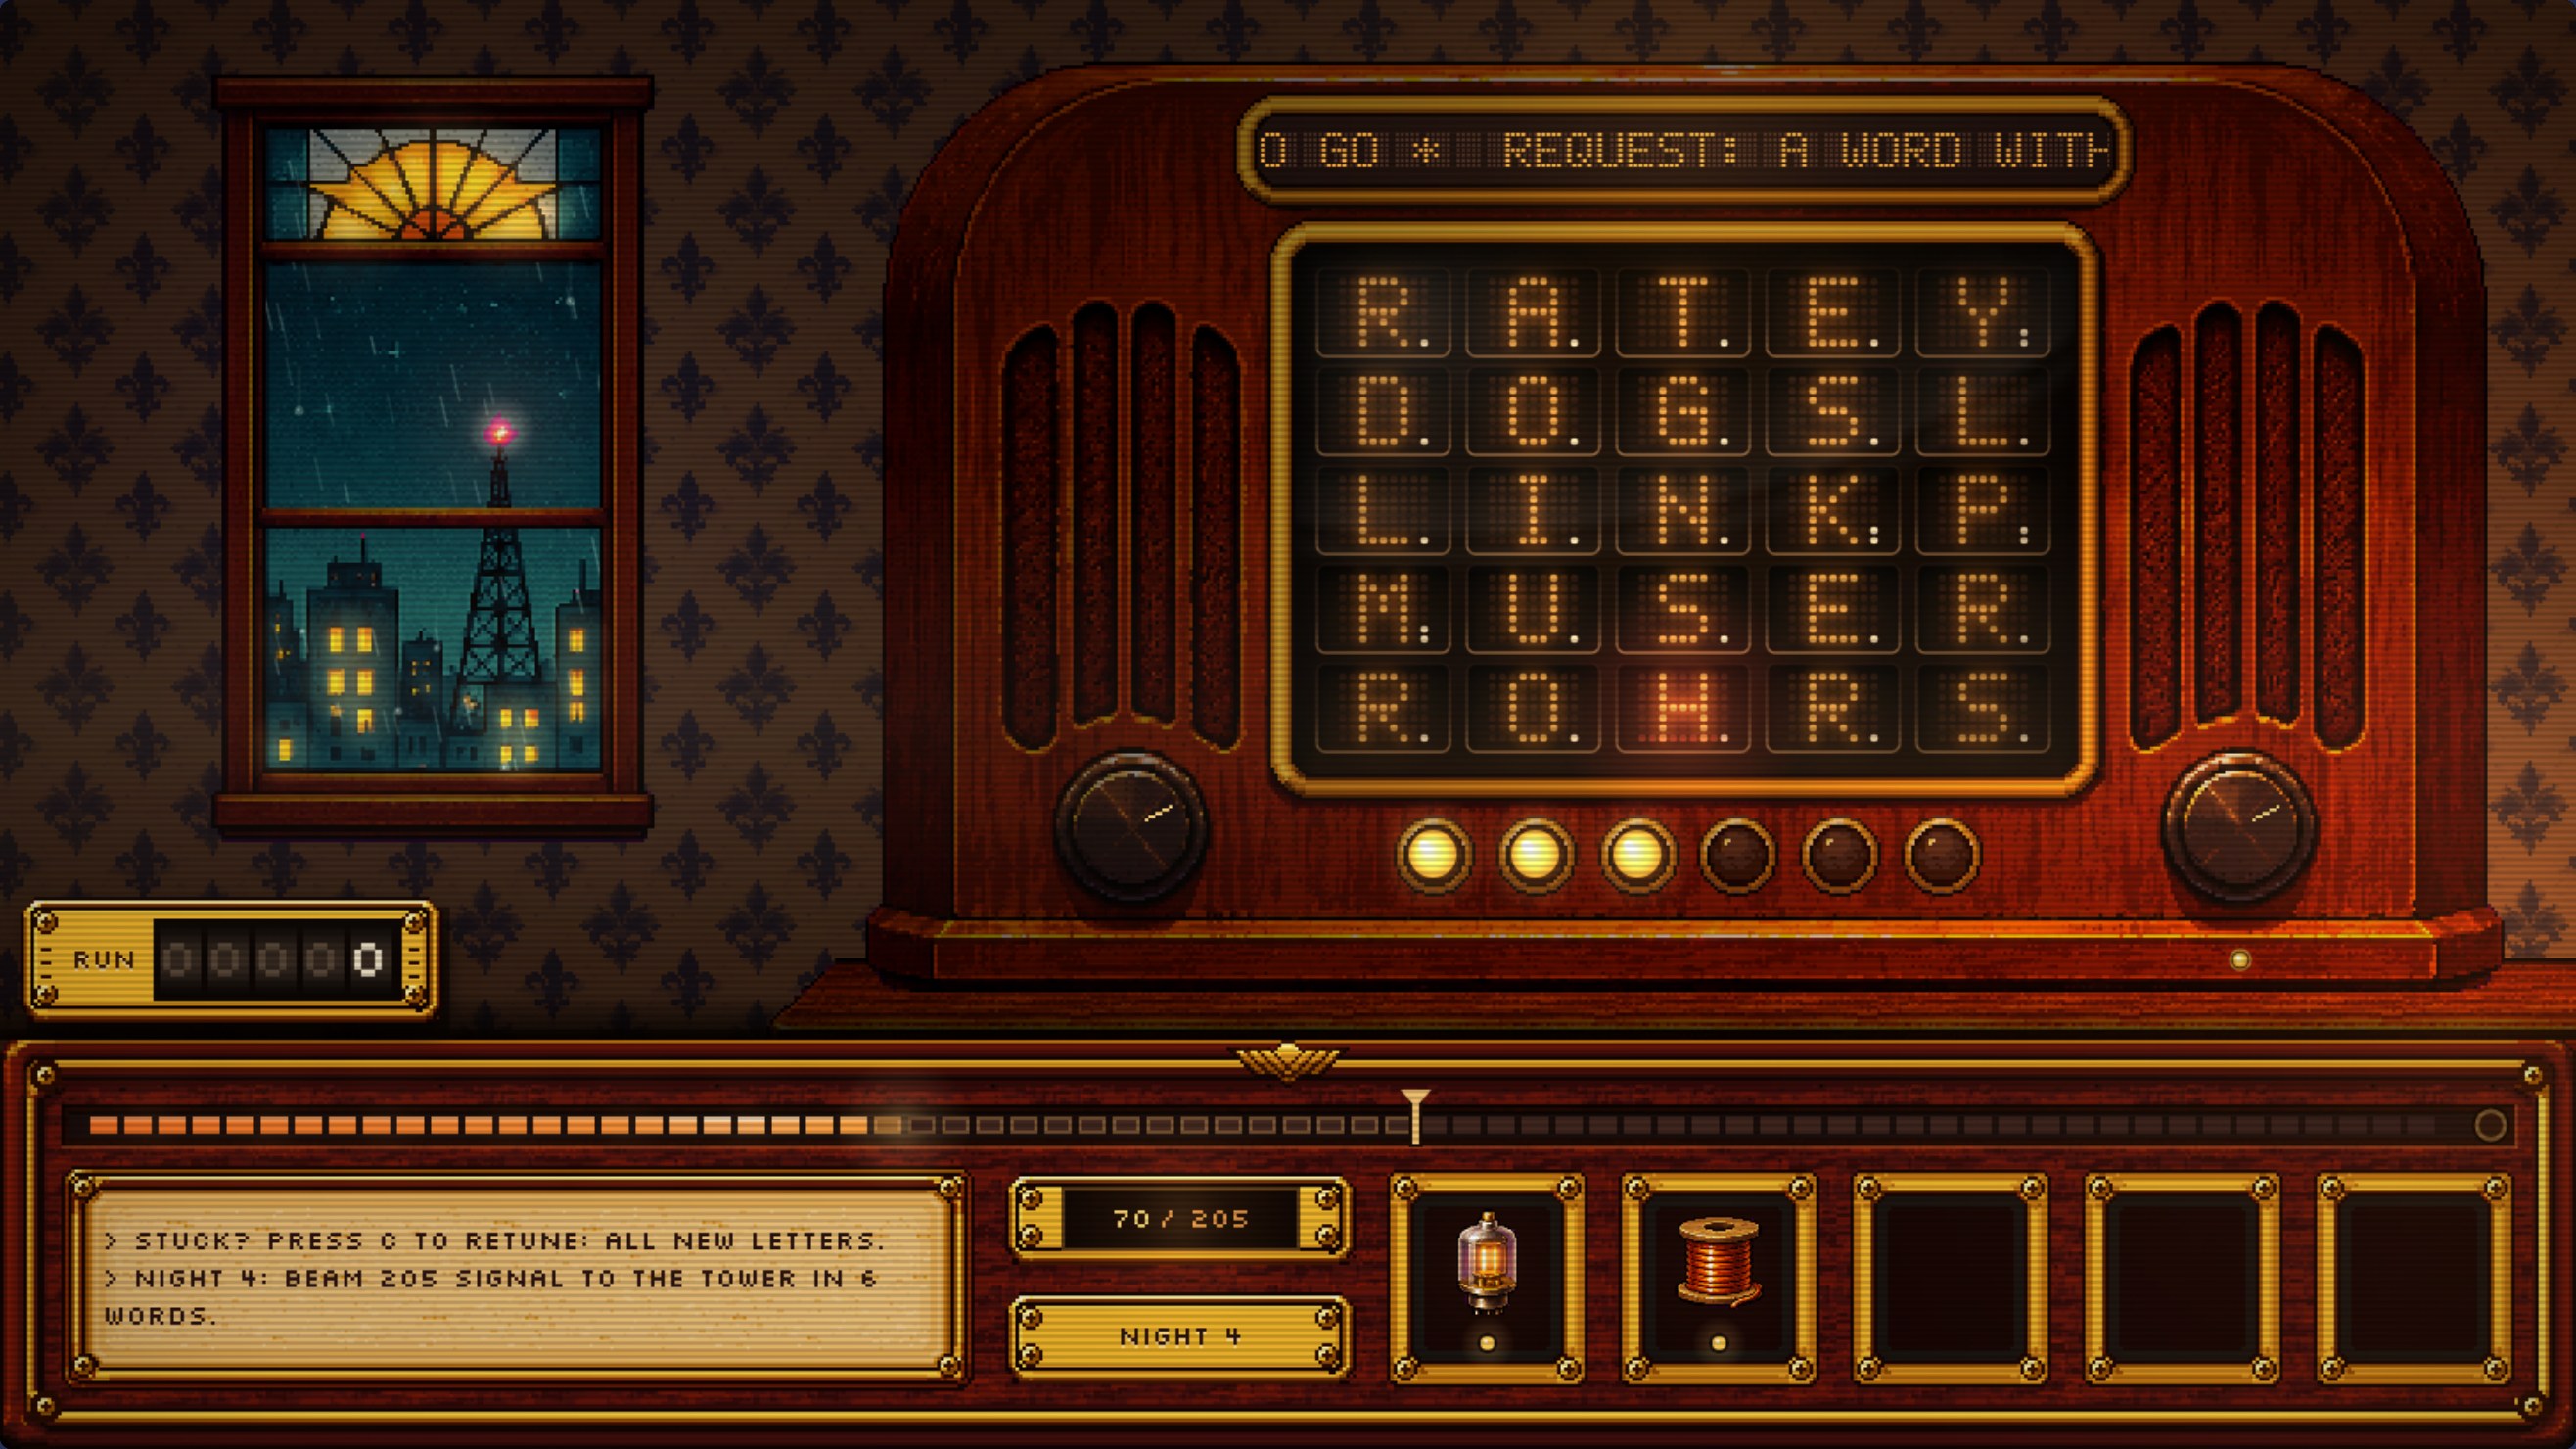 O GO * REQUEST: A WORD WITH
R. A. T. E. Y:
D. O. G. S. L.
L. I. N. K: P:
M: U. S. E. R.
R. O. H. R. S.
RUN 00000
> STUCK? PRESS C TO RETUNE: ALL NEW LETTERS.
> NIGHT 4: BEAM 205 SIGNAL TO THE TOWER IN 6
WORDS.
70 / 205
NIGHT 4